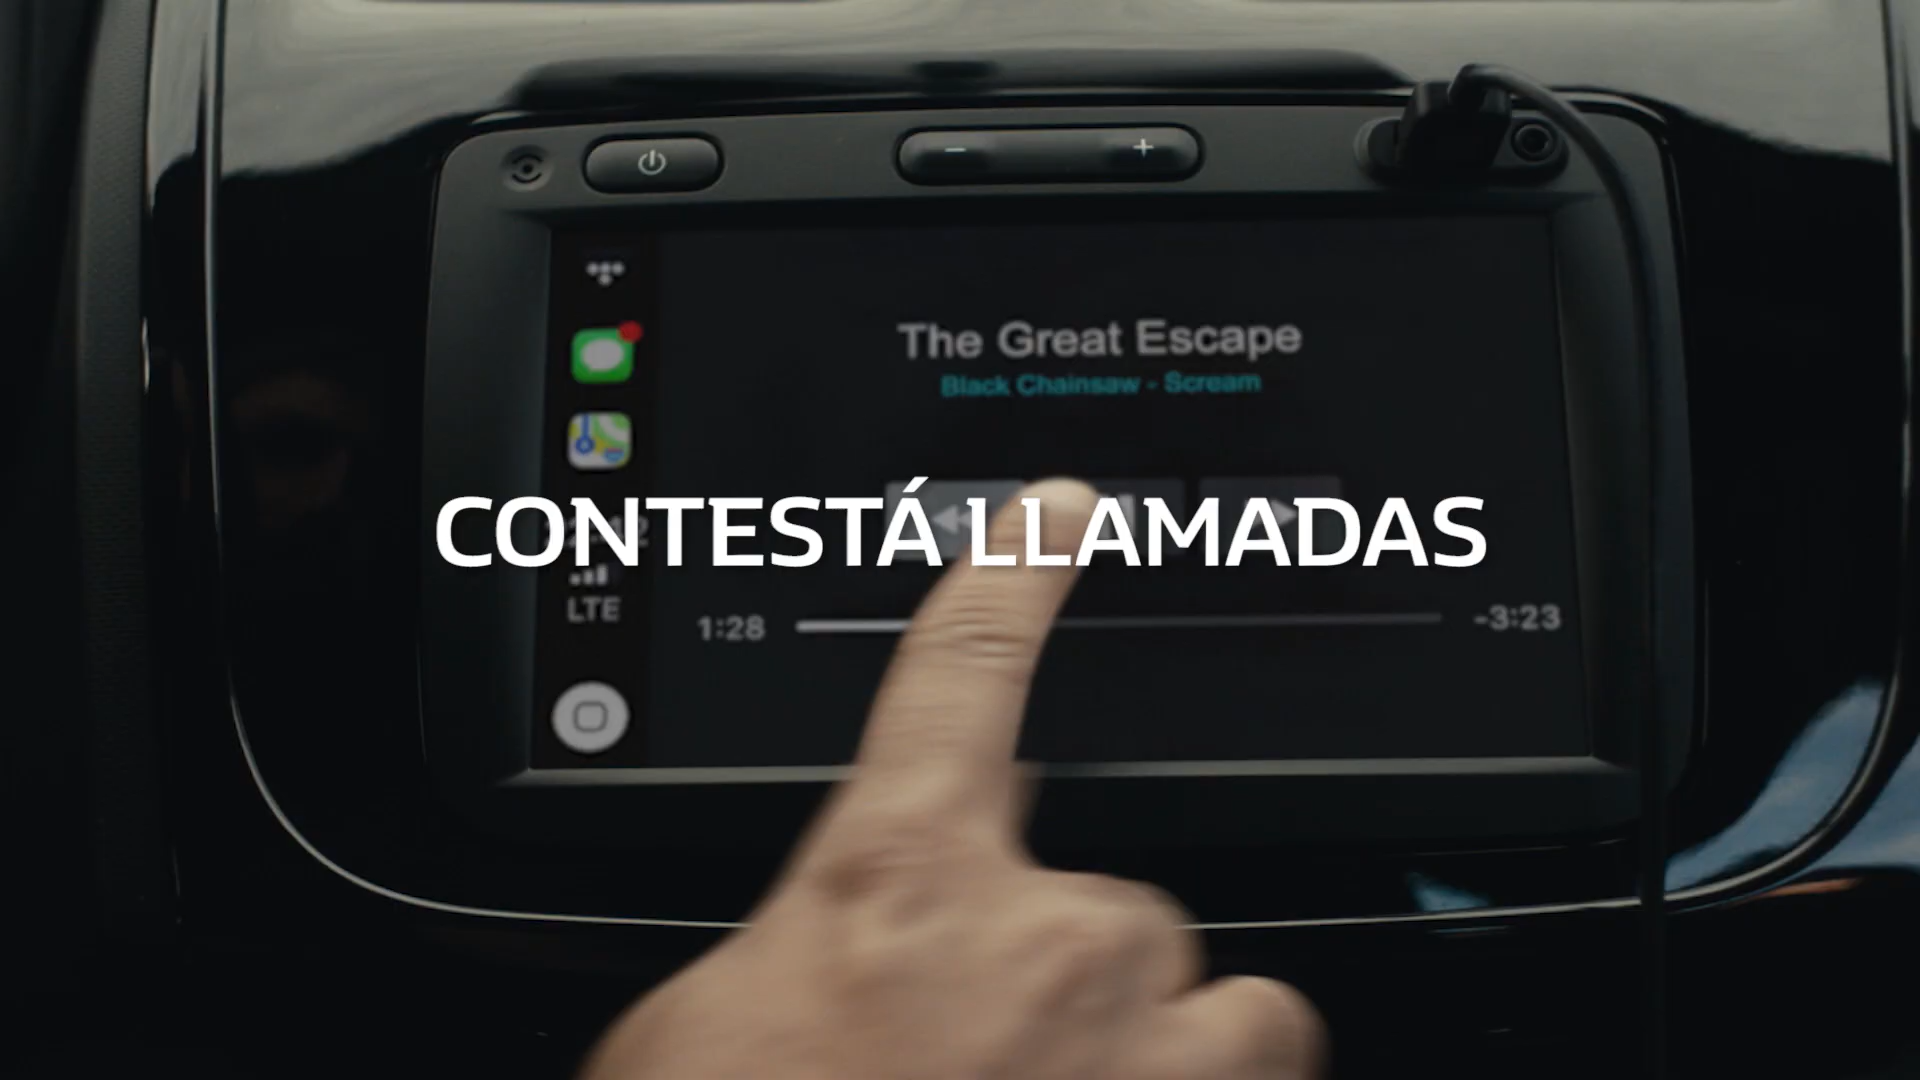 The Great Escape
Black Chainsaw - Scream
CONTESTÁ LLAMADAS
LTE
1:28
-3:23